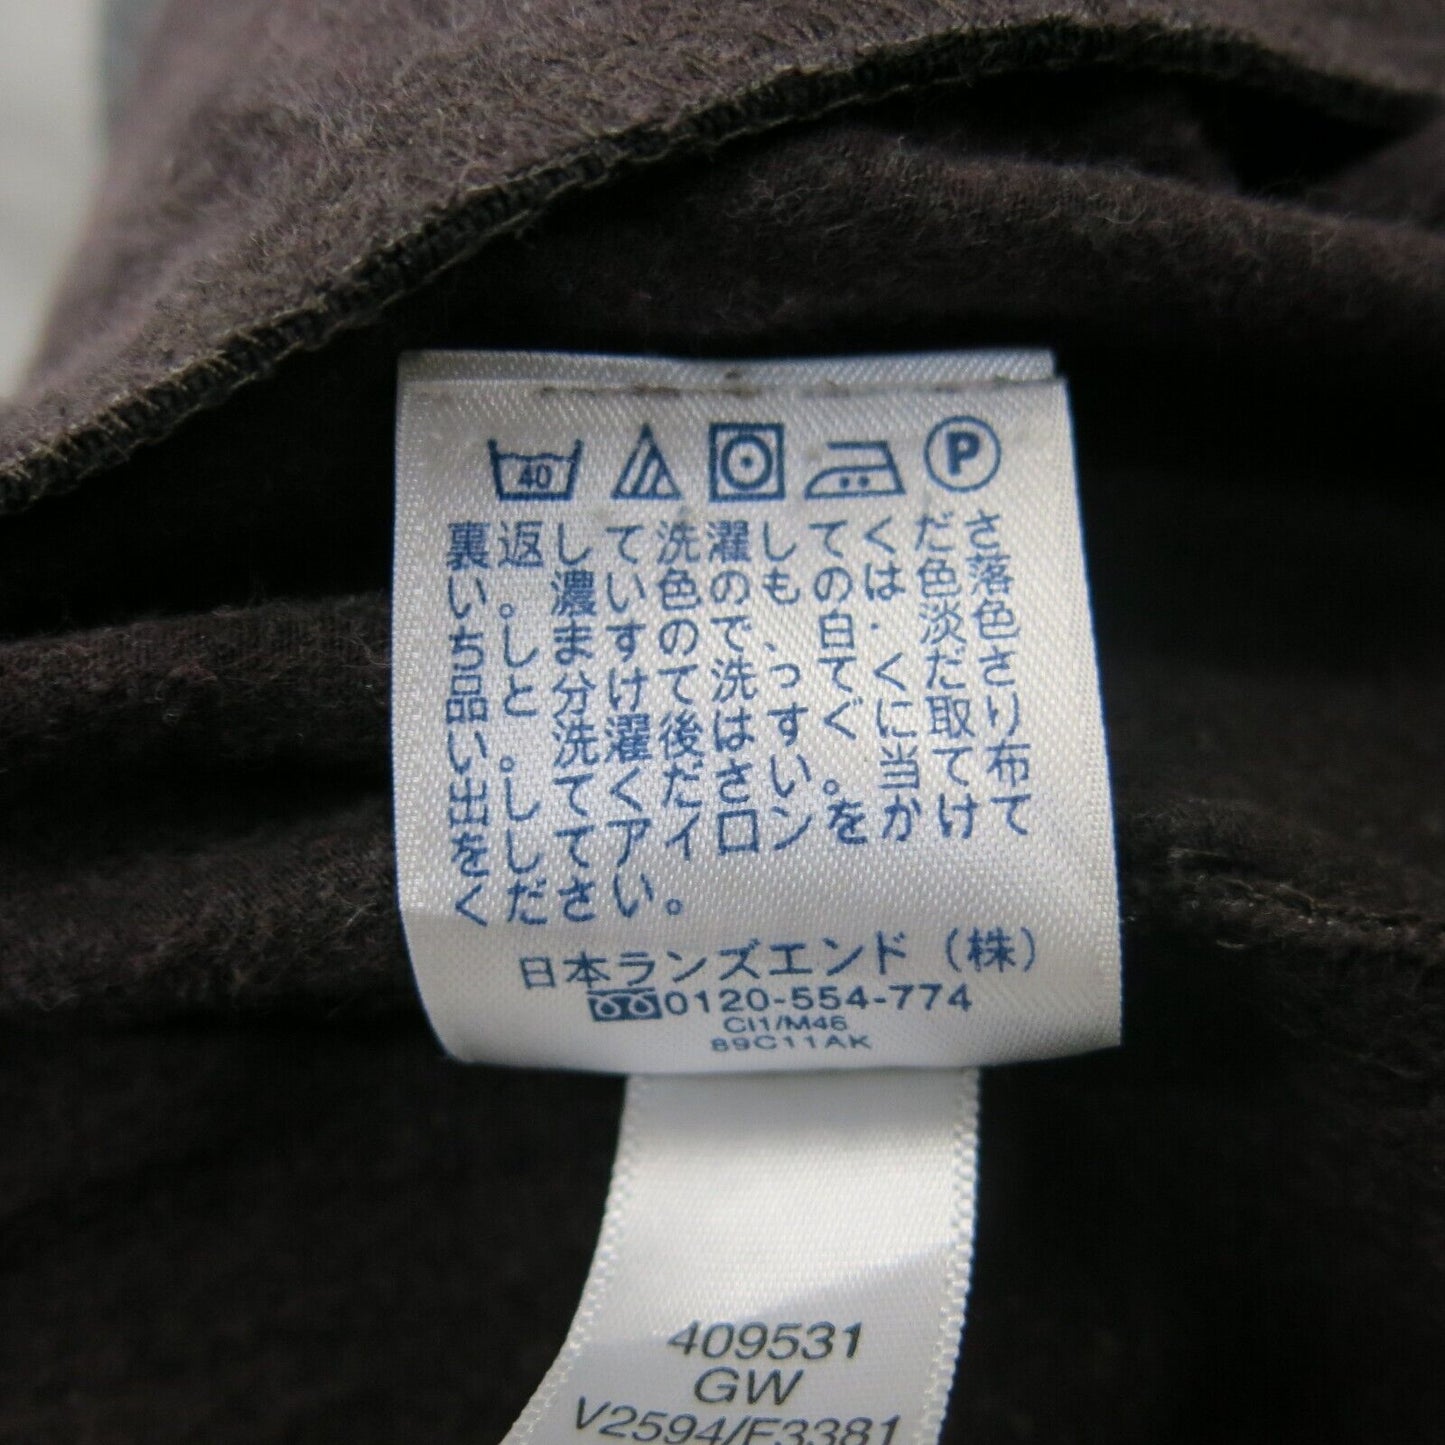 40 P
裏返して洗濯してくださ
い。濃い色のものは色落
ちしますので、白・淡色
品と分けて洗ってくださ
い。洗濯後はすぐに取り
出してください。当て布
をしてアイロンをかけて
ください。
日本ランズエンド（株）
0120-554-774
CI1/M46
89C11AK
409531
GW
V2594/F3381